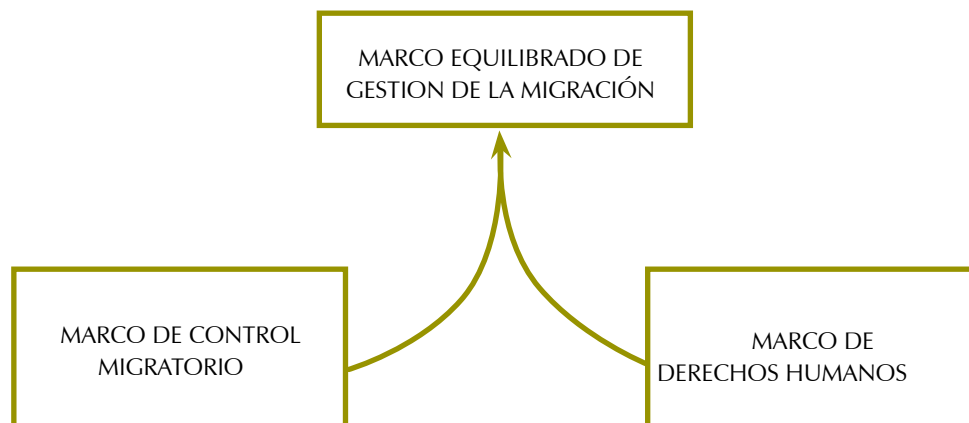 MARCO EQUILIBRADO DE
GESTION DE LA MIGRACIÓN
MARCO DE CONTROL
MIGRATORIO
MARCO DE
DERECHOS HUMANOS